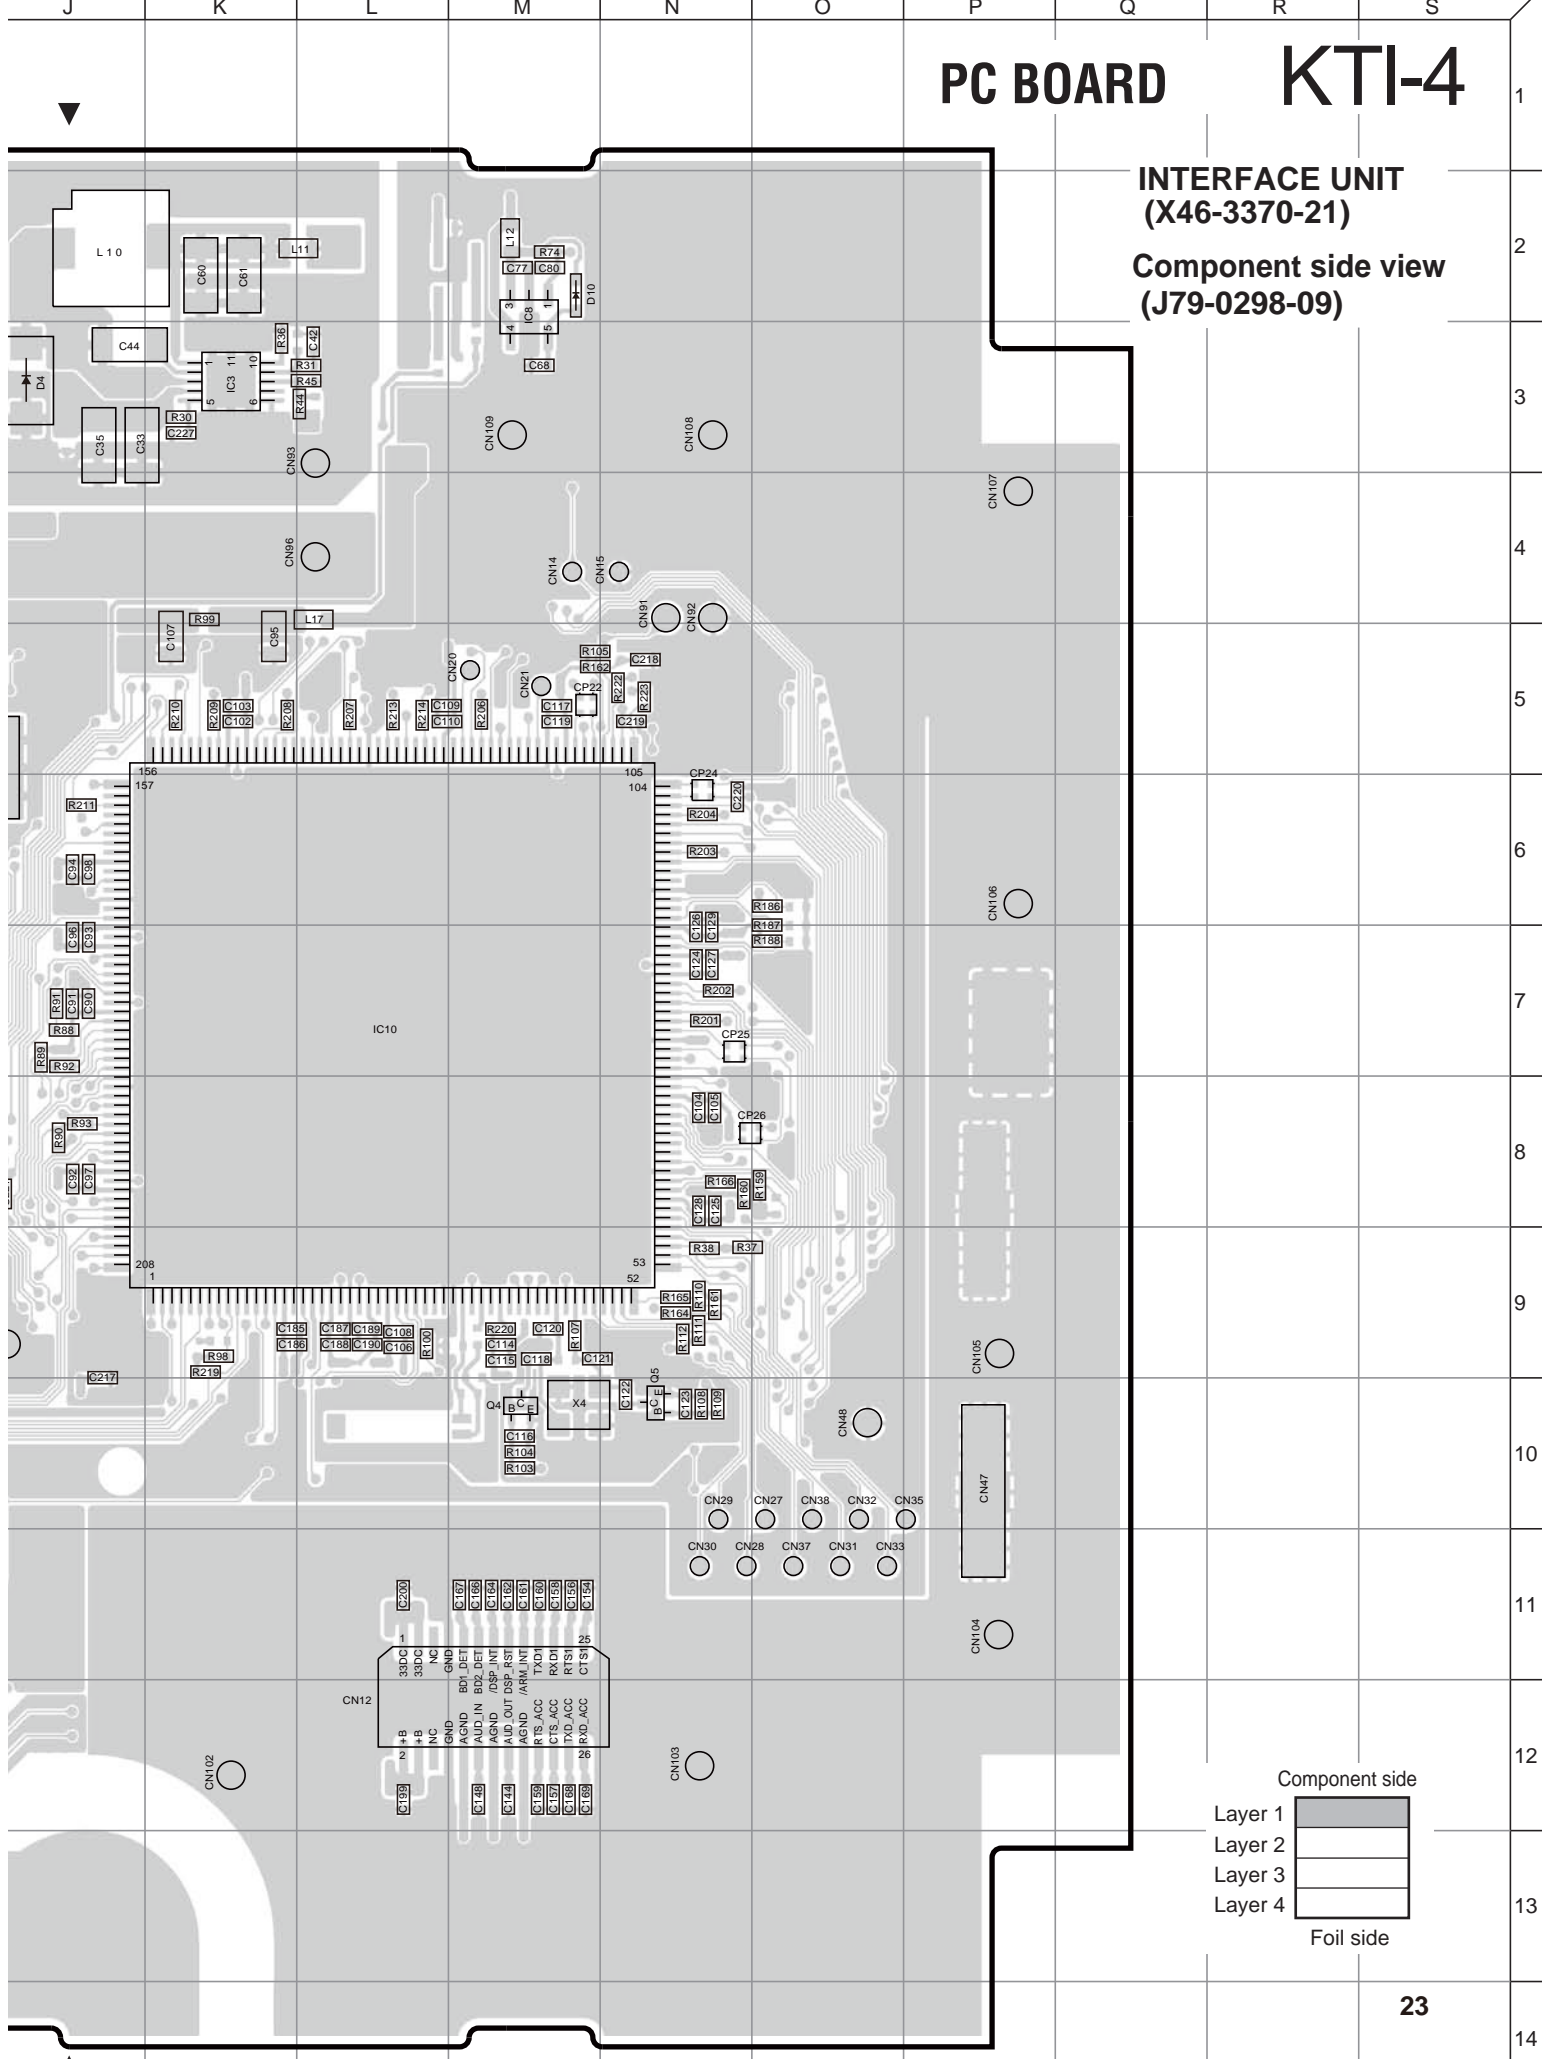 J K L M N O P Q R S
PC BOARD KTI-4
1
INTERFACE UNIT
(X46-3370-21)
L10 C60 C61 L11 L12 R74
C77 C80
2
Component side view
(J79-0298-09)
D10
3 1
IC8
4 5
C44 R36 C42 C68
D4
1 11 10
IC3
5 6
R31
R45
R44
3
C35 C33
R30
C227
CN93 CN109 CN108
CN107
CN96 CN14 CN15
4
CN91 CN92
C107 R99 C95 L17
CN20 CN21
R105
R162
C218
CP22 R222 R223
R210 R209
C103
C102
R208 R207 R213 R214
C109
C110
R206
C117
C119
C219
5
156 105
157 104
CP24
R211 C220
R204
R203
6
C94 C98
R186
R187
R188
CN106
C96 C93 C126 C129
C124 C127
R202
R91 C91 C90
7
R88 IC10 R201
CP25
R89 R92
C104 C105
CP26
R93
R90
8
C92 C97
R166 R160 R159
C128 C125
R38 R37
208 53
1 52
R165
R164
R110 R161
R112 R111
9
C185
C186
C187 C189 C108
C188 C190 C106
R100
R220 C120 R107
C114
C115 C118 C121
R98
R219
C217
CN105
Q4 B C E X4 C122
Q5
B C E
C123 R108 R109
C116
R104
R103
CN48
CN47
10
CN29 CN27 CN38 CN32 CN35
CN30 CN28 CN37 CN31 CN33
C200 C167 C166 C164 C162 C161 C160 C158 C156 C154
11
CN104
1 25
33DC 33DC NC GND BD1_DET BD2_DET /DSP_INT DSP_RST /ARM_INT TXD1 RXD1 RTS1 CTS1
CN12
+B +B NC GND AGND AUD_IN AGND AUD_OUT AGND RTS_ACC CTS_ACC TXD_ACC RXD_ACC
2 26
CN102 CN103
12
C199 C148 C144 C159 C157 C168 C169
Component side
Layer 1
Layer 2
Layer 3
Layer 4
13
Foil side
23
14